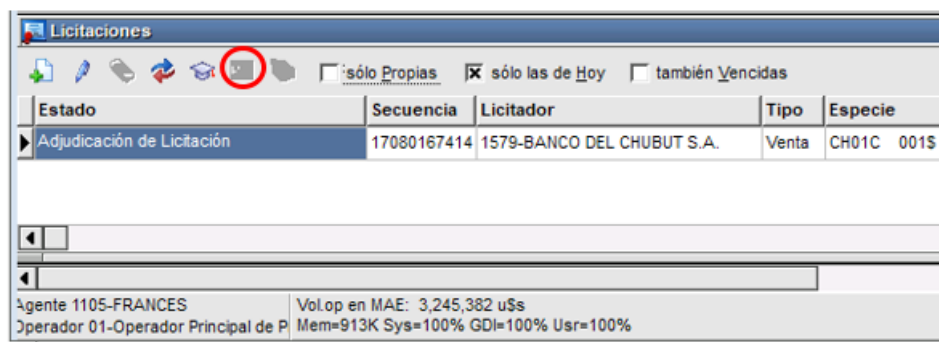 Licitaciones
sólo Propias sólo las de Hoy también Vencidas
Estado Secuencia Licitador Tipo Especie
Adjudicación de Licitación 17080167414 1579-BANCO DEL CHUBUT S.A. Venta CH01C 001$
Agente 1105-FRANCES Vol.op en MAE: 3,245,382 u$s
Operador 01-Operador Principal de P Mem=913K Sys=100% GDI=100% Usr=100%